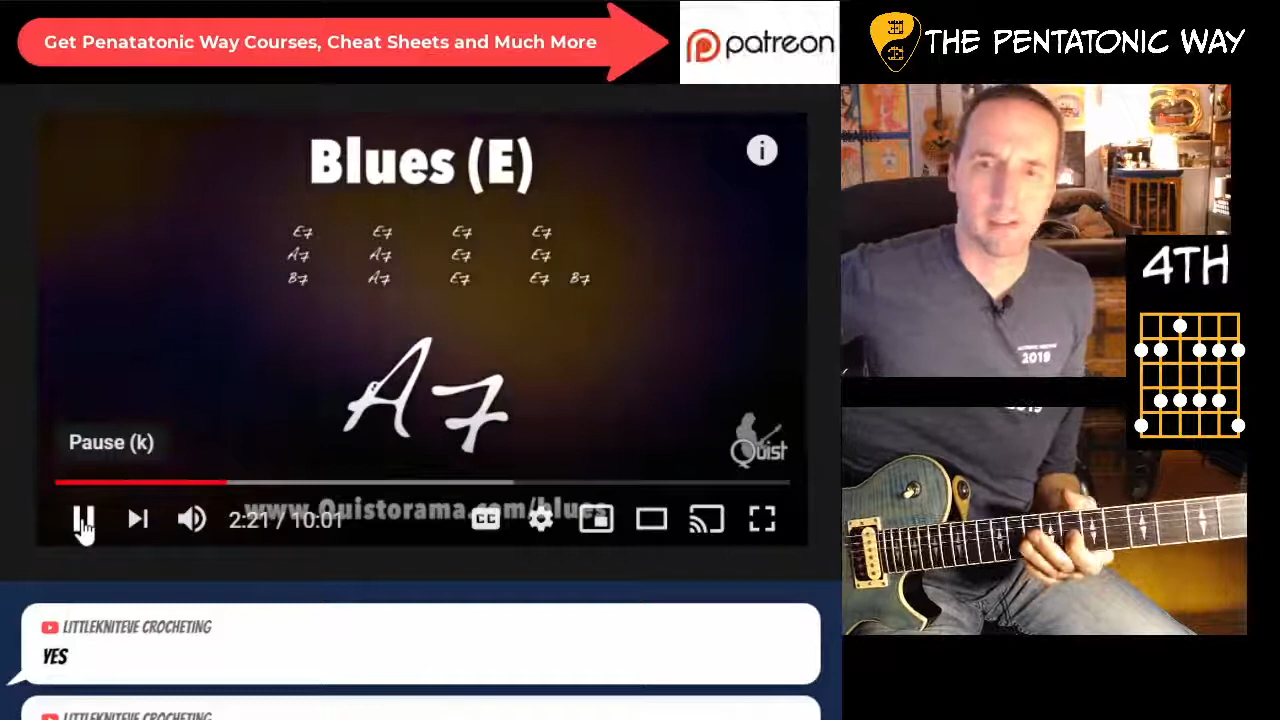 Get Penatatonic Way Courses, Cheat Sheets and Much More
patreon
THE PENTATONIC WAY
Blues (E)
i
E7 E7 E7 E7
A7 A7 E7 E7
B7 A7 E7 E7 B7
A7
4TH
2019
Pause (k)
Quist
www.Quistorama.com/blues
2:21 / 10:01
CC
LITTLEKNITEVE CROCHETING
YES
LITTLEKNITEVE CROCHETING